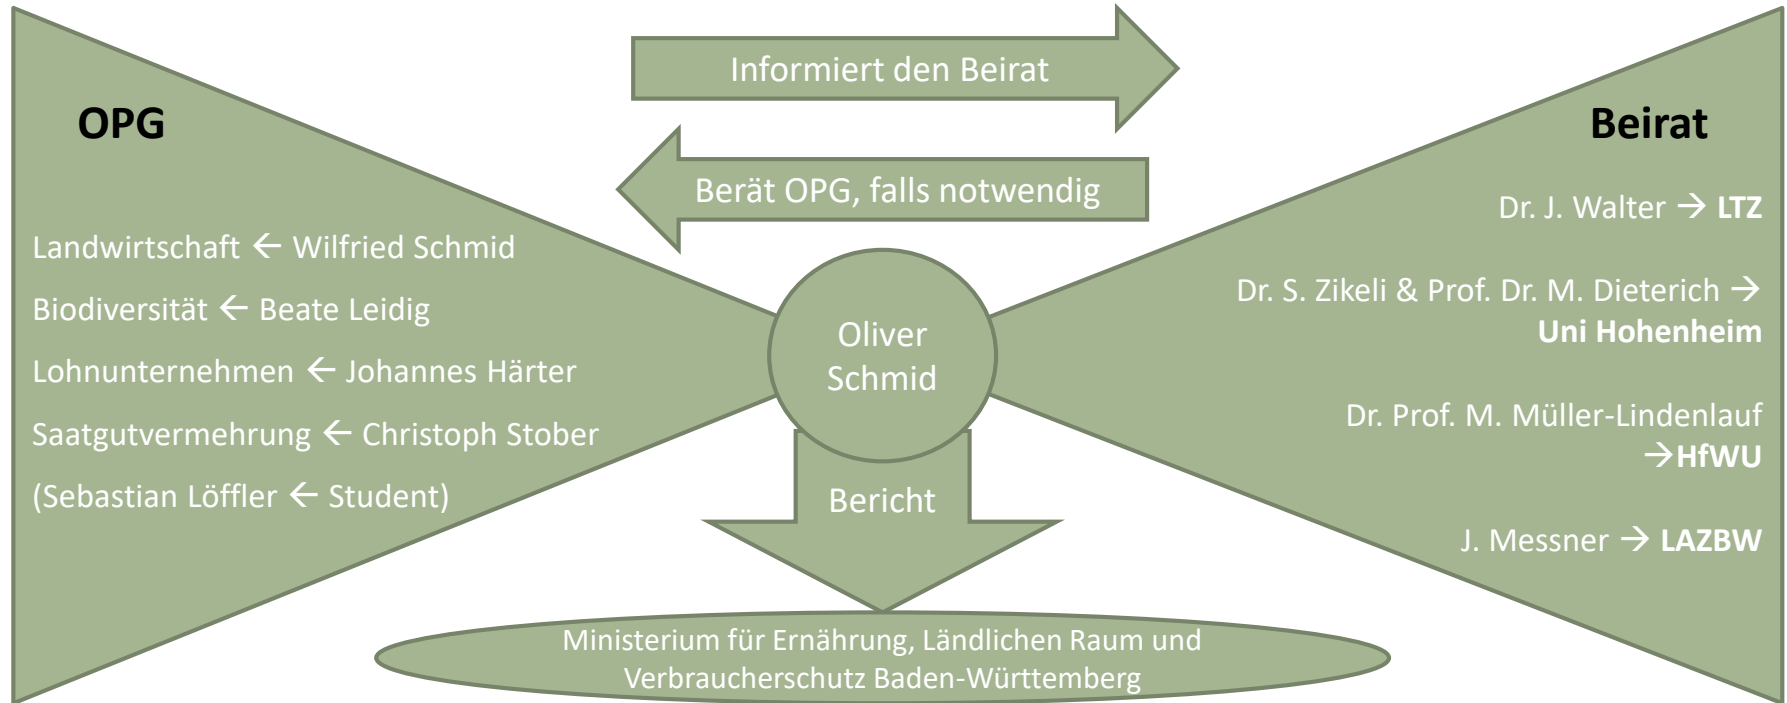 OPG
Landwirtschaft ← Wilfried Schmid
Biodiversität ← Beate Leidig
Lohnunternehmen ← Johannes Härter
Saatgutvermehrung ← Christoph Stober
(Sebastian Löffler ← Student)
Informiert den Beirat
Berät OPG, falls notwendig
Oliver
Schmid
Bericht
Ministerium für Ernährung, Ländlichen Raum und
Verbraucherschutz Baden-Württemberg
Beirat
Dr. J. Walter → LTZ
Dr. S. Zikeli & Prof. Dr. M. Dieterich →
Uni Hohenheim
Dr. Prof. M. Müller-Lindenlauf
→HfWU
J. Messner → LAZBW